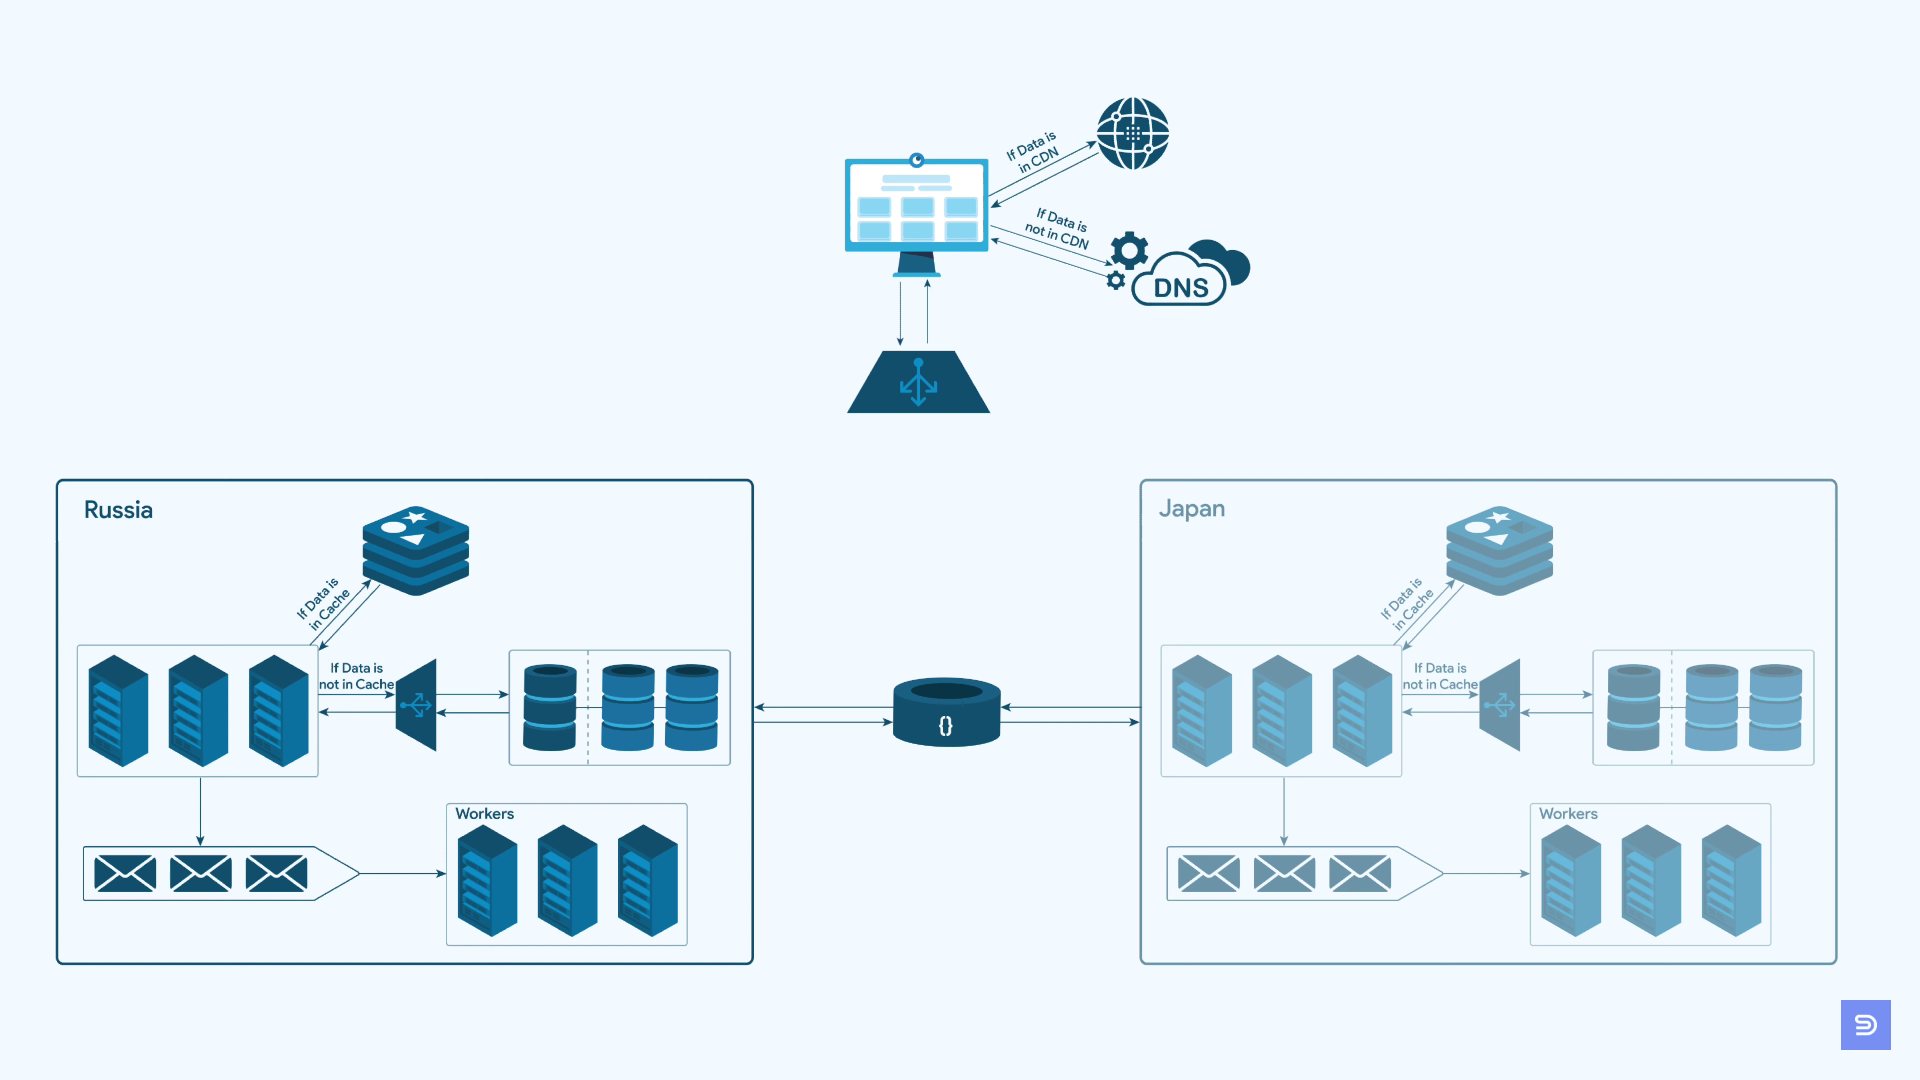 If Data is
in CDN
If Data is
not in CDN
DNS
Russia
If Data is
in Cache
If Data is
not in Cache
Workers
{}
Japan
If Data is
in Cache
If Data is
not in Cache
Workers